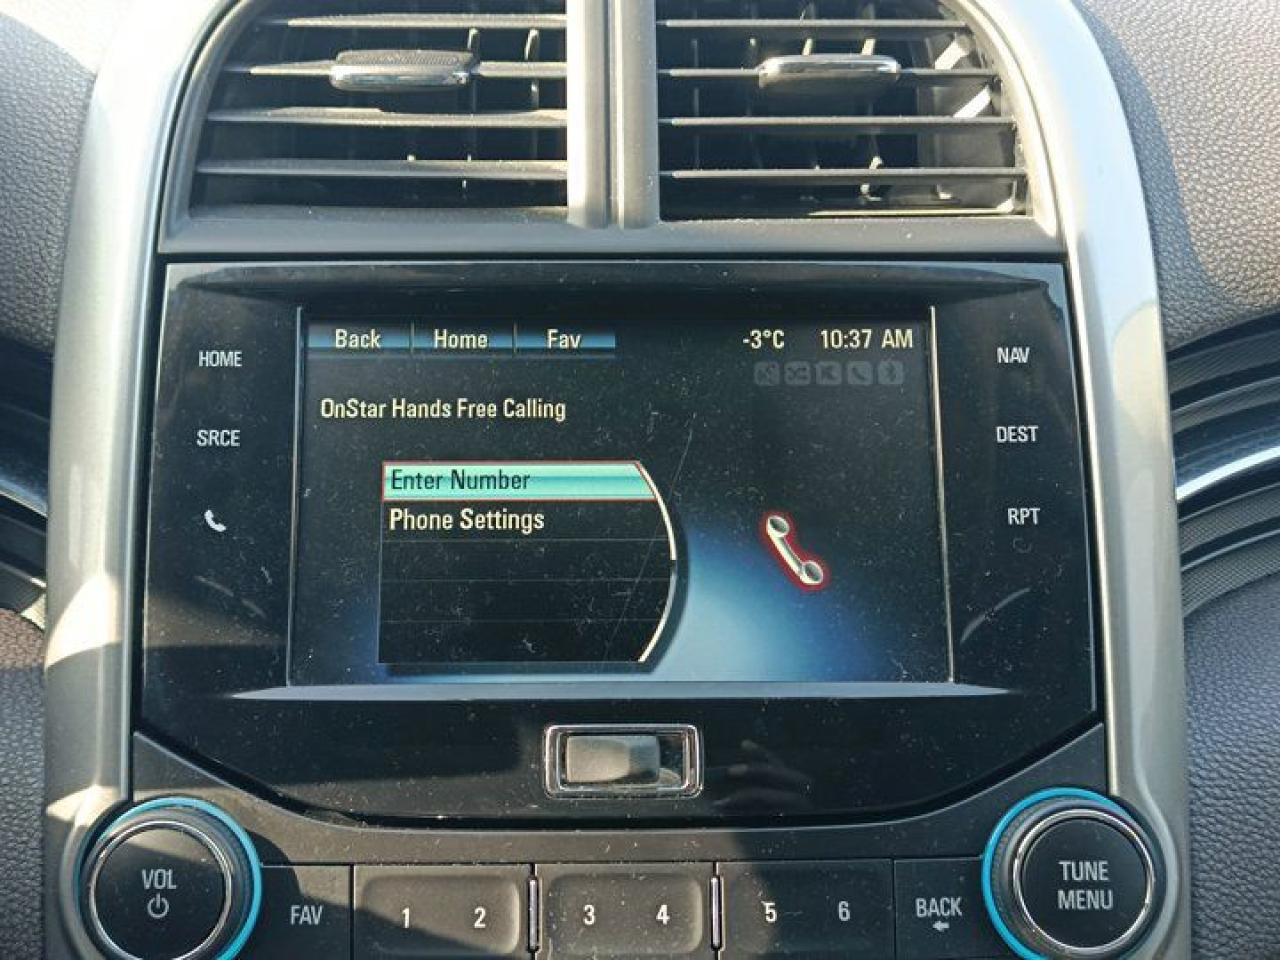 Back Home Fav -3°C 10:37 AM
HOME
NAV
OnStar Hands Free Calling
SRCE
DEST
Enter Number
Phone Settings
RPT
VOL
TUNE
MENU
FAV 1 2 3 4 5 6 BACK